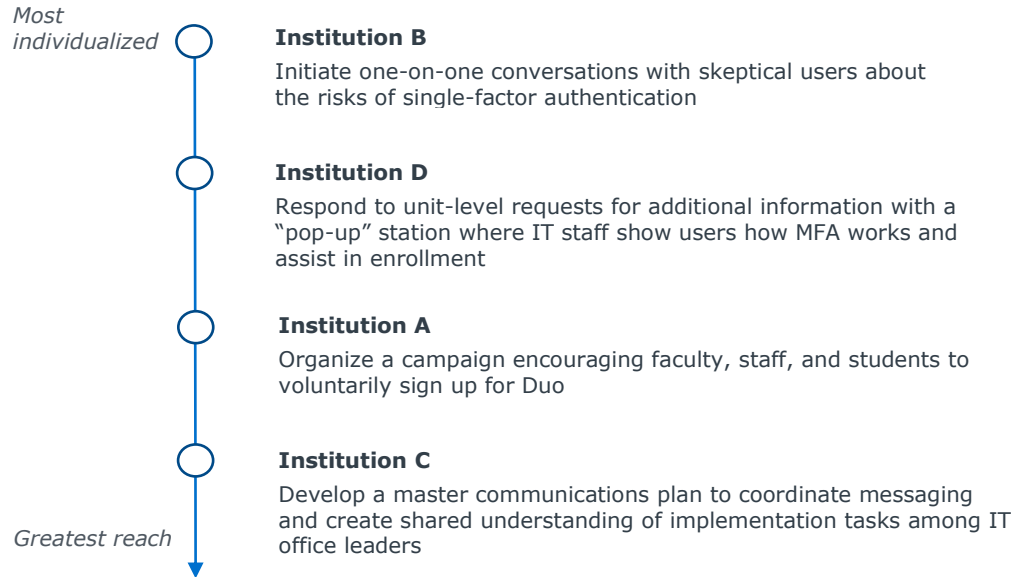 Most
individualized
Institution B
Initiate one-on-one conversations with skeptical users about
the risks of single-factor authentication
Institution D
Respond to unit-level requests for additional information with a
“pop-up” station where IT staff show users how MFA works and
assist in enrollment
Institution A
Organize a campaign encouraging faculty, staff, and students to
voluntarily sign up for Duo
Institution C
Develop a master communications plan to coordinate messaging
and create shared understanding of implementation tasks among IT
office leaders
Greatest reach